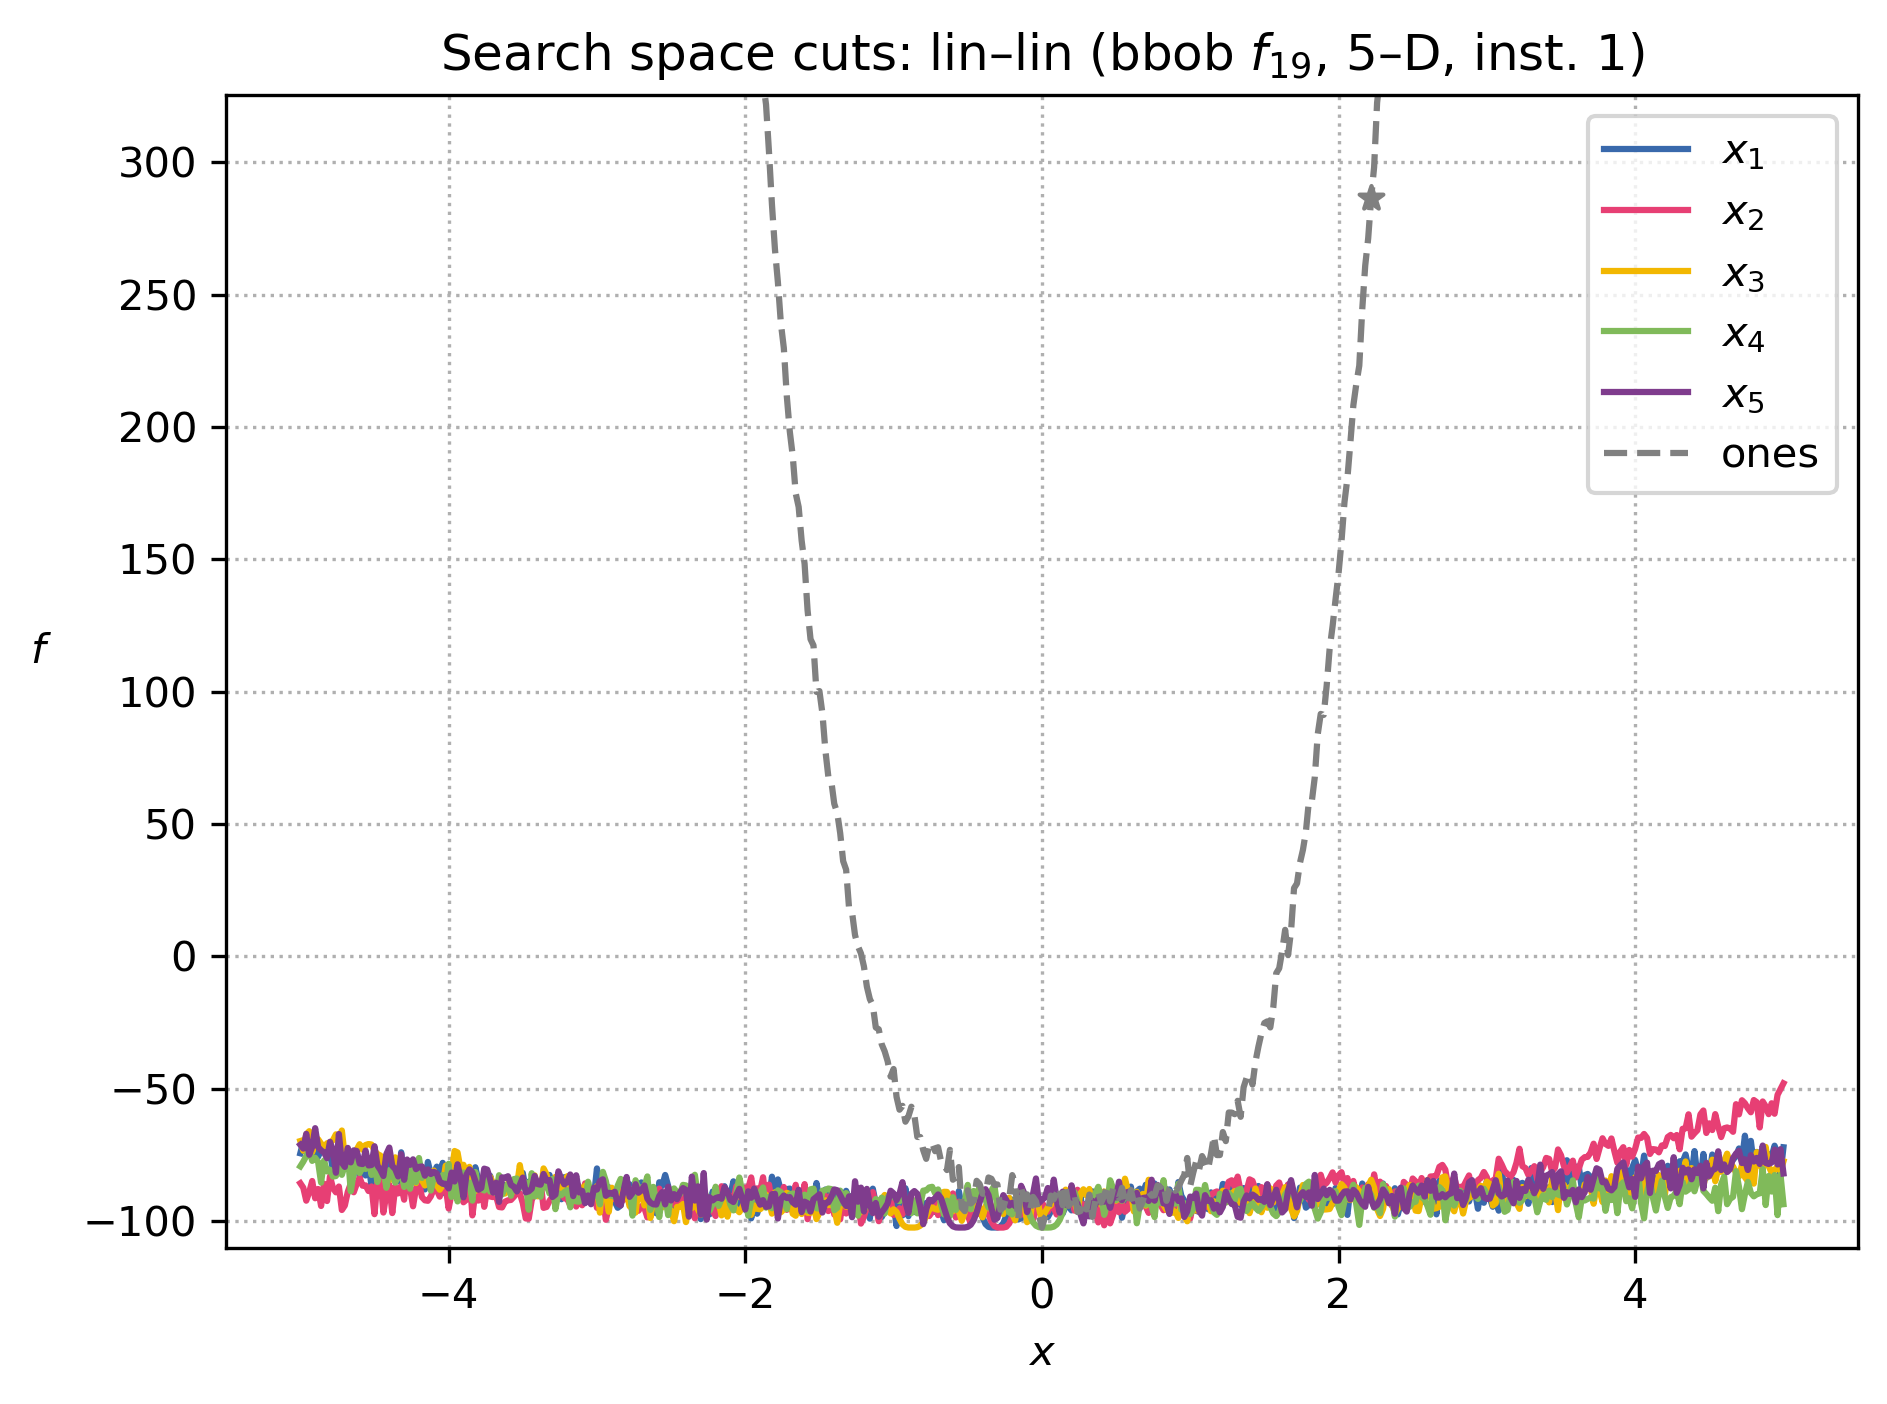 Search space cuts: lin–lin (bbob f₁₉, 5–D, inst. 1)
300
250
200
150
100
50
0
−50
−100
f
−4
−2
0
2
4
x
x₁
x₂
x₃
x₄
x₅
ones